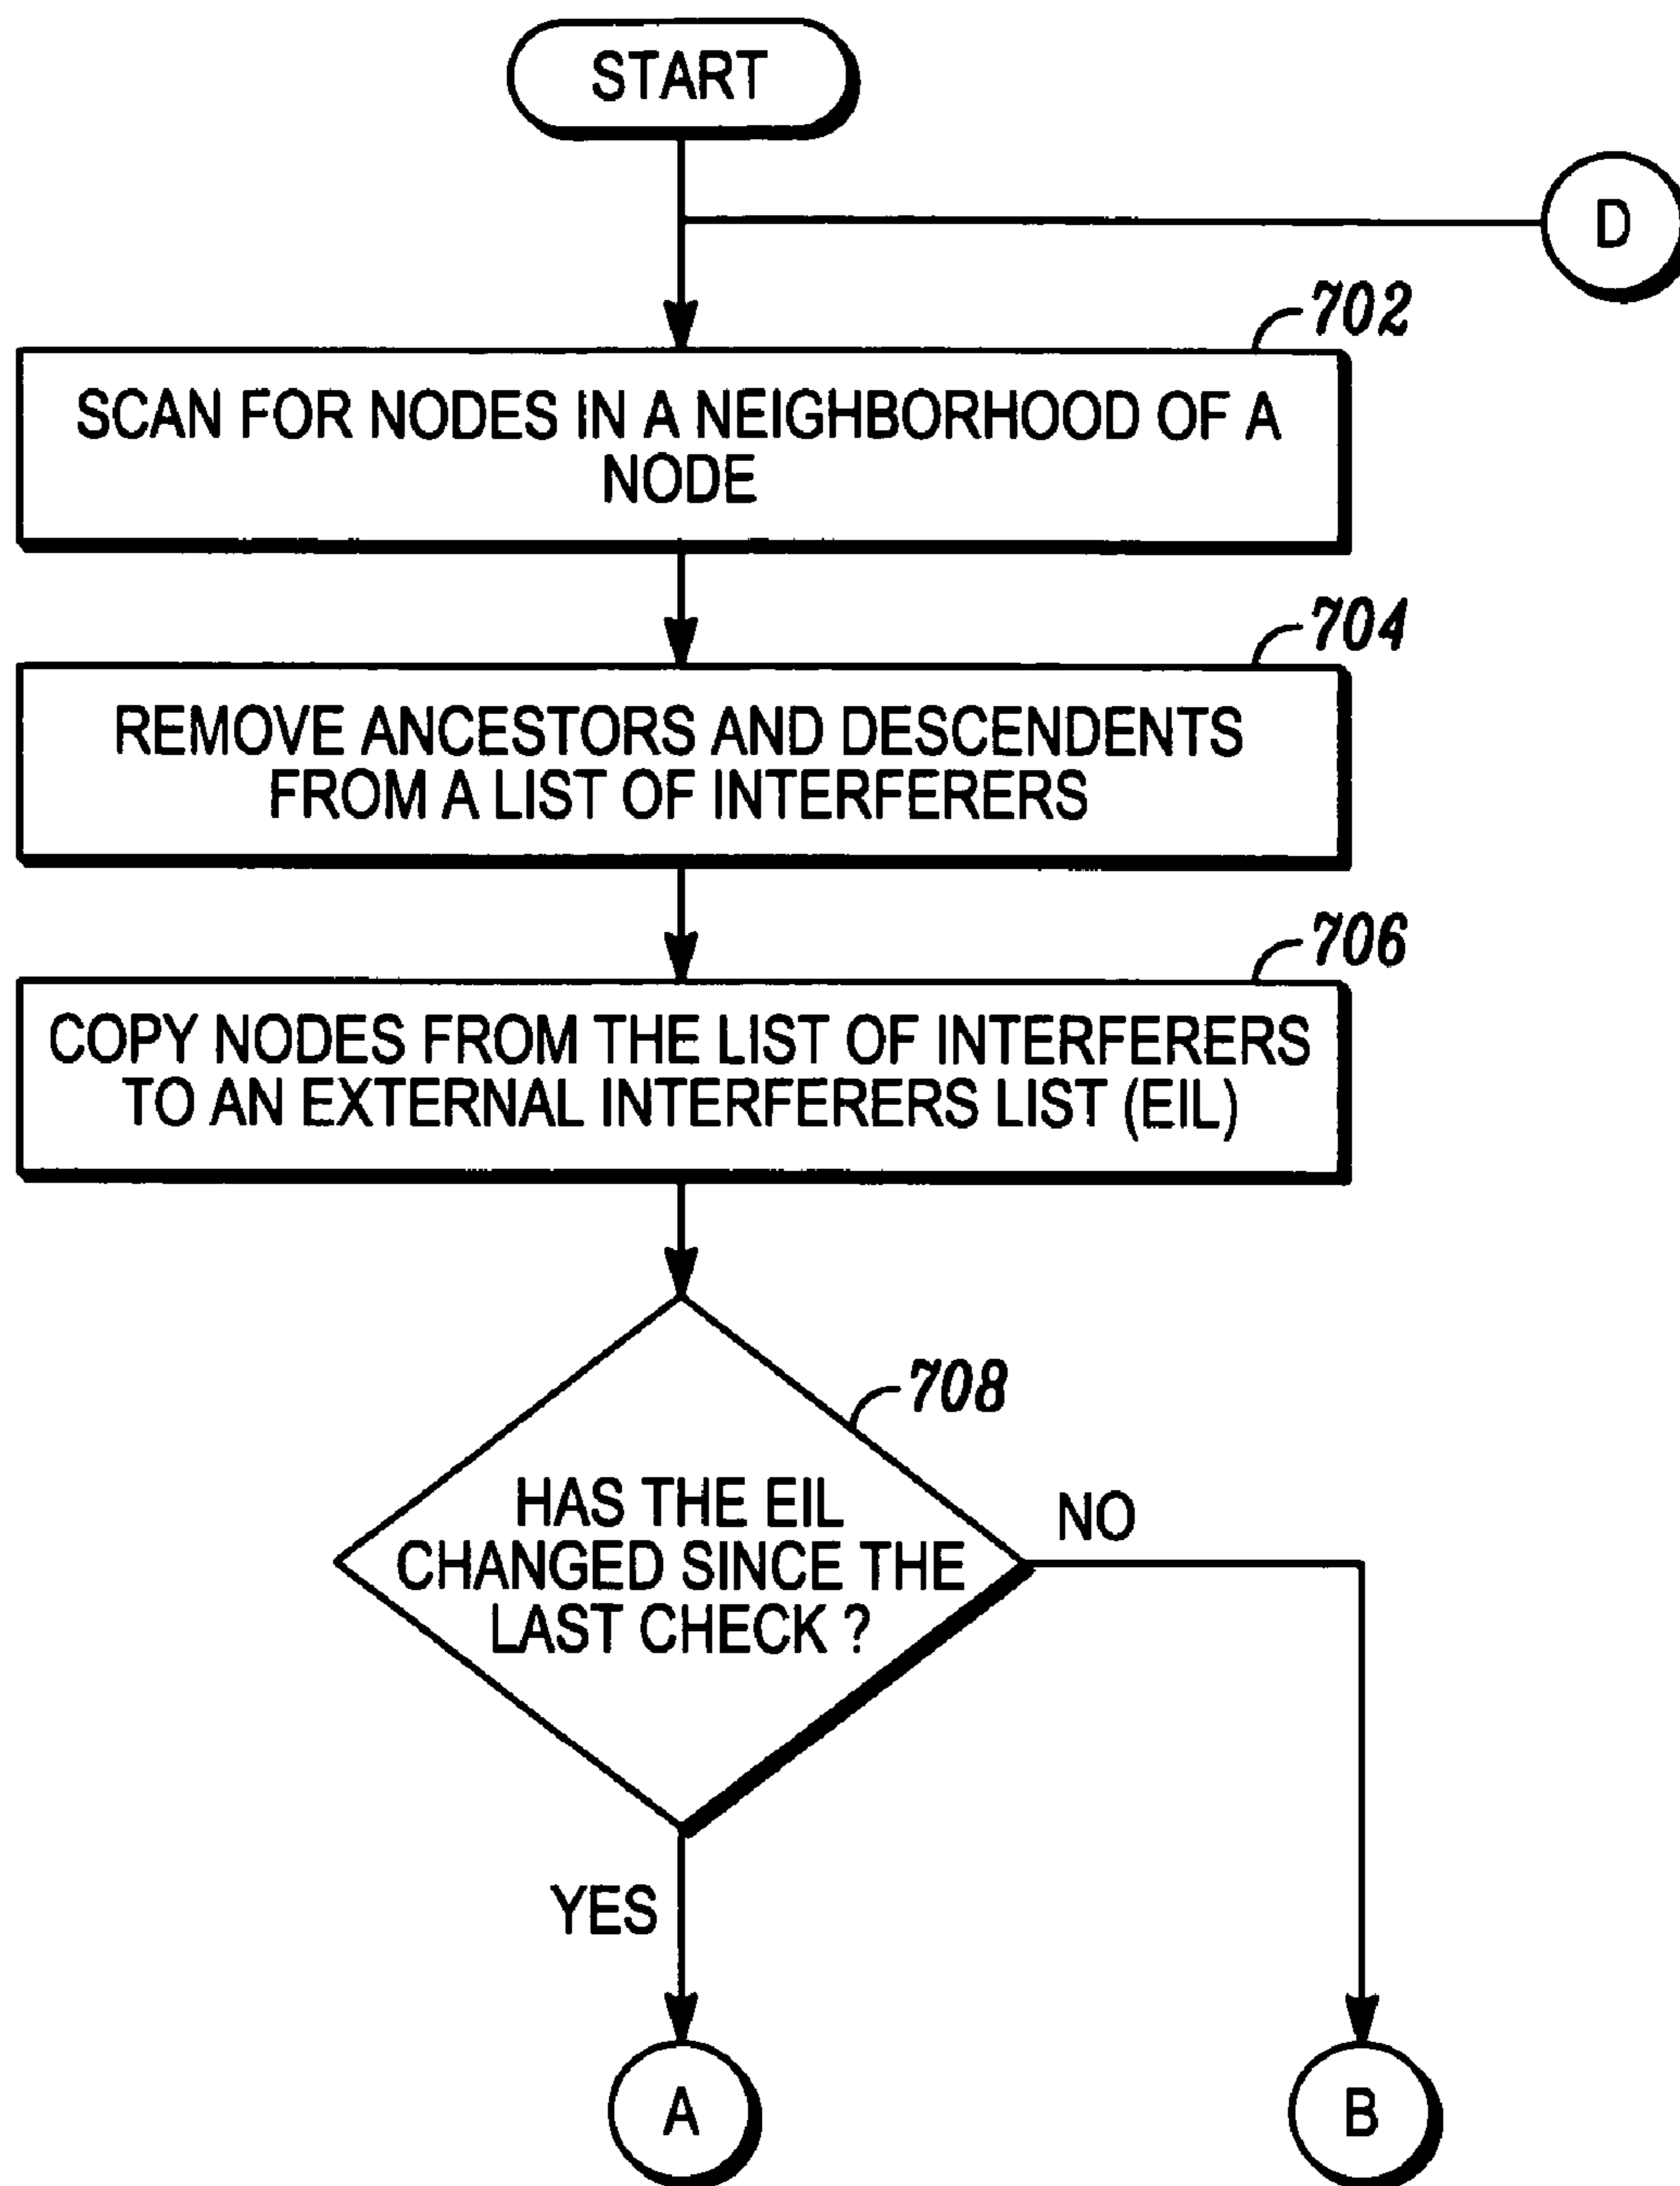 START
D
702
SCAN FOR NODES IN A NEIGHBORHOOD OF A
NODE
704
REMOVE ANCESTORS AND DESCENDENTS
FROM A LIST OF INTERFERERS
706
COPY NODES FROM THE LIST OF INTERFERERS
TO AN EXTERNAL INTERFERERS LIST (EIL)
708
HAS THE EIL
CHANGED SINCE THE
LAST CHECK ?
NO
YES
A
B